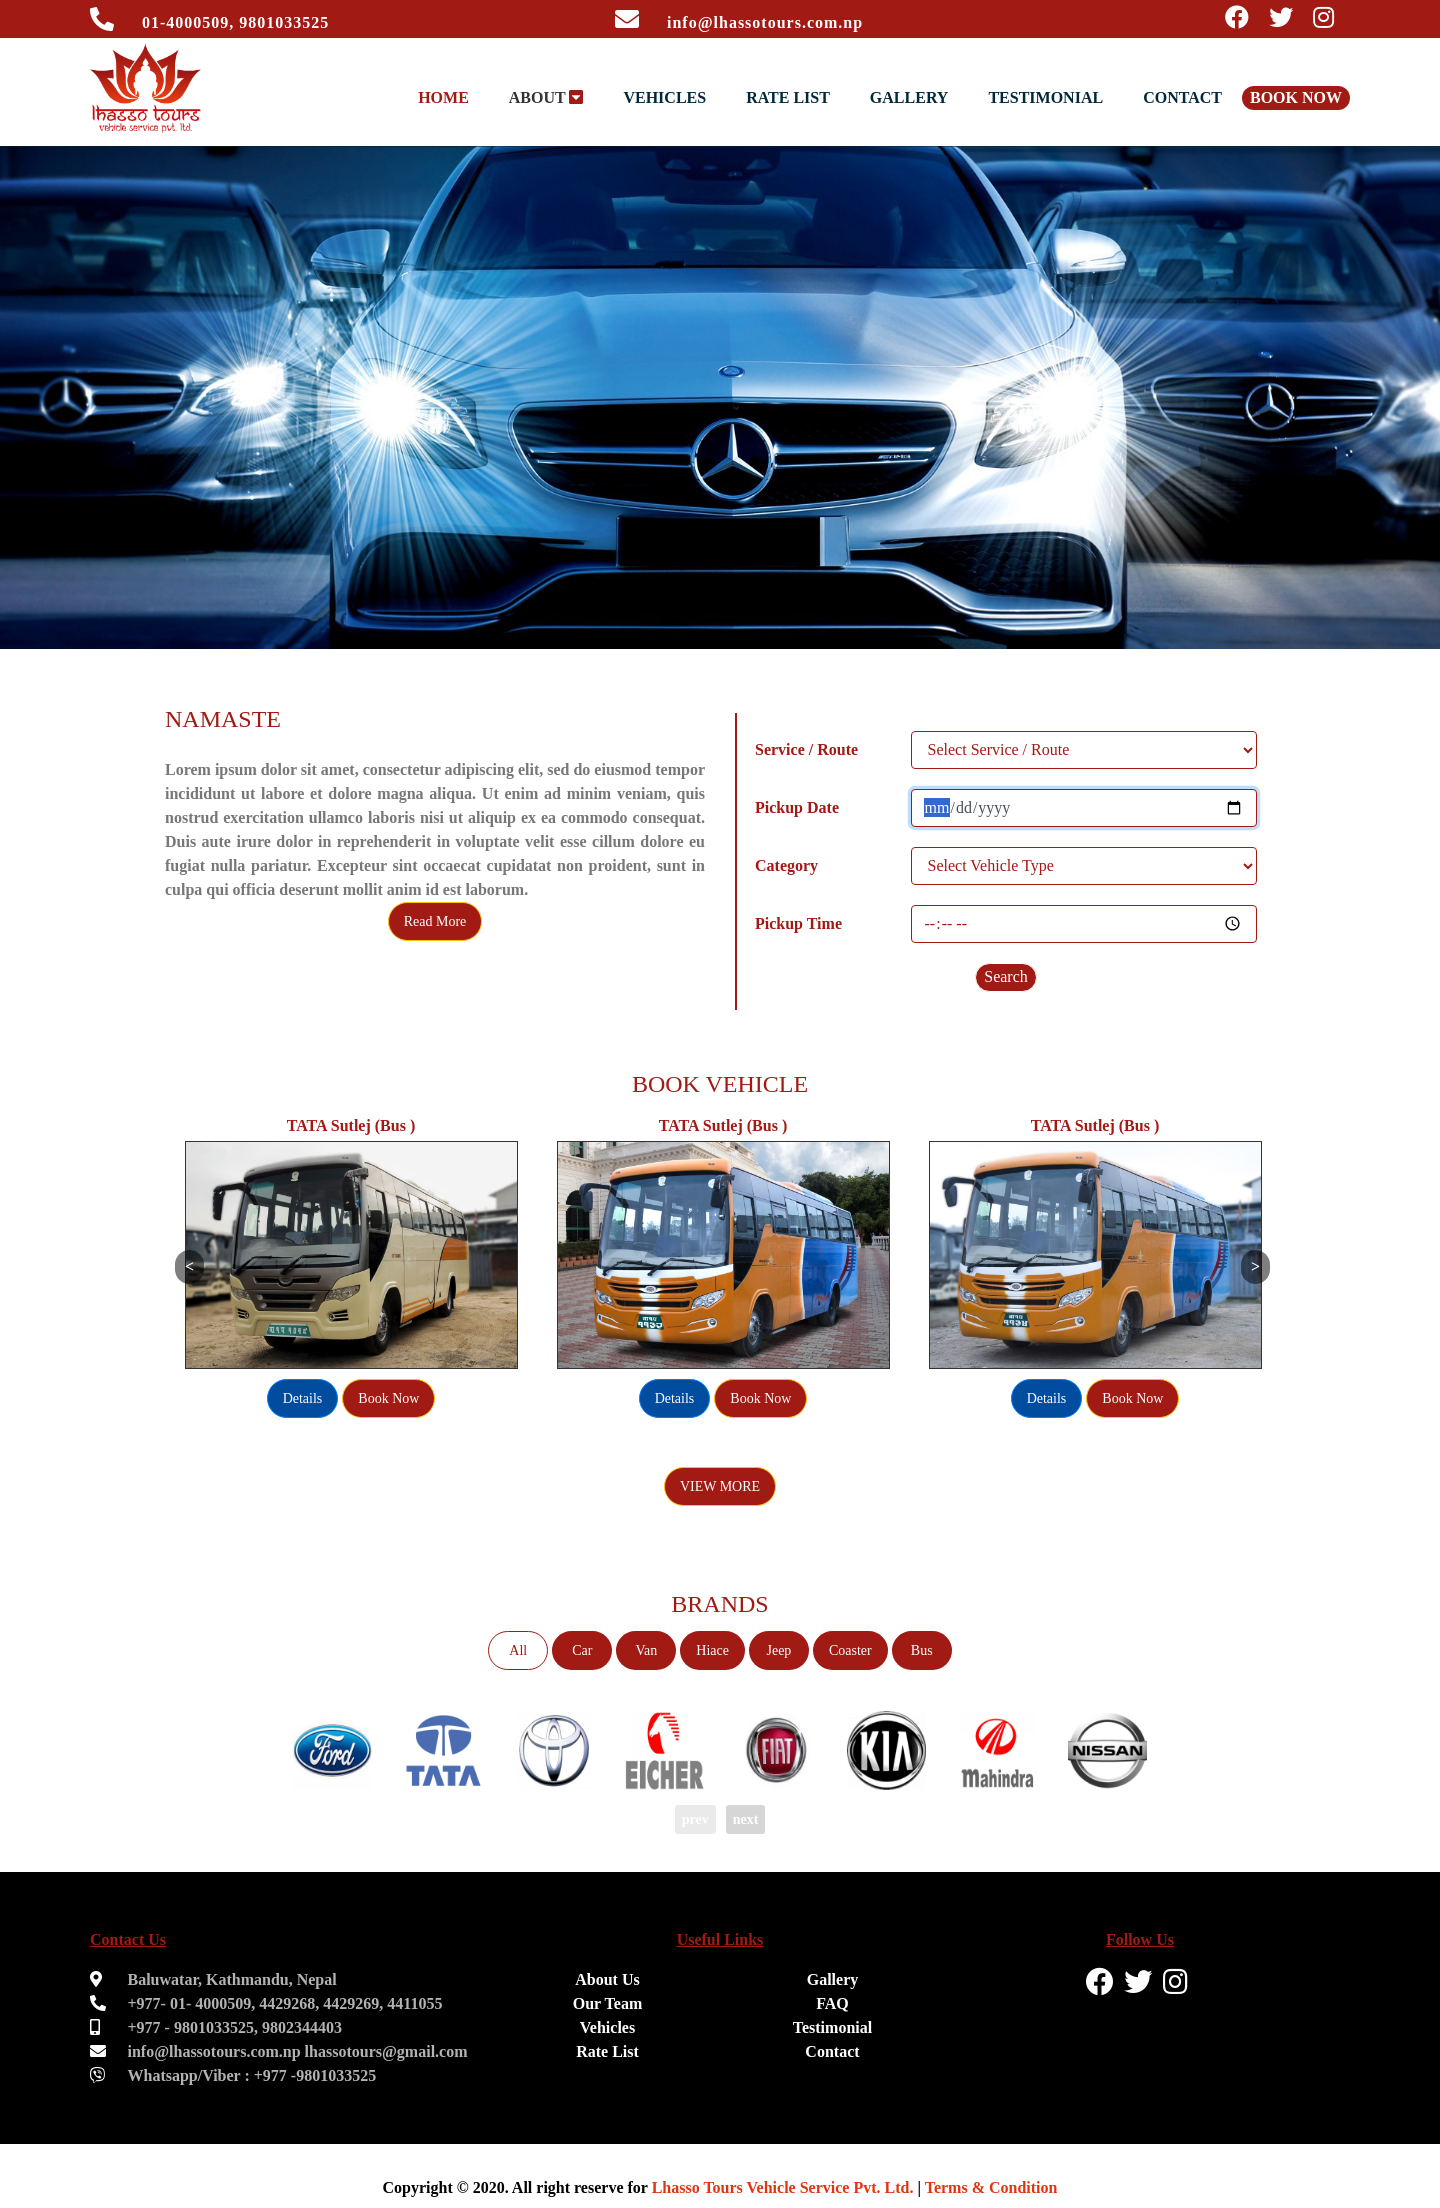 01-4000509, 9801033525
info@lhassotours.com.np
lhasso tours
vehicle service pvt. ltd.
HOME
ABOUT
VEHICLES
RATE LIST
GALLERY
TESTIMONIAL
CONTACT
BOOK NOW
NAMASTE
Lorem ipsum dolor sit amet, consectetur adipiscing elit, sed do eiusmod tempor
incididunt ut labore et dolore magna aliqua. Ut enim ad minim veniam, quis
nostrud exercitation ullamco laboris nisi ut aliquip ex ea commodo consequat.
Duis aute irure dolor in reprehenderit in voluptate velit esse cillum dolore eu
fugiat nulla pariatur. Excepteur sint occaecat cupidatat non proident, sunt in
culpa qui officia deserunt mollit anim id est laborum.
Read More
Service / Route
Select Service / Route
Pickup Date
mm/dd/yyyy
Category
Select Vehicle Type
Pickup Time
--:-- --
Search
BOOK VEHICLE
TATA Sutlej (Bus )
TATA Sutlej (Bus )
TATA Sutlej (Bus )
<
>
Details
Book Now
Details
Book Now
Details
Book Now
VIEW MORE
BRANDS
All
Car
Van
Hiace
Jeep
Coaster
Bus
Ford
TATA
EICHER
FIAT
KIA
Mahindra
NISSAN
prev
next
Contact Us
Baluwatar, Kathmandu, Nepal
+977- 01- 4000509, 4429268, 4429269, 4411055
+977 - 9801033525, 9802344403
info@lhassotours.com.np lhassotours@gmail.com
Whatsapp/Viber : +977 -9801033525
Useful Links
About Us
Our Team
Vehicles
Rate List
Gallery
FAQ
Testimonial
Contact
Follow Us
Copyright © 2020. All right reserve for Lhasso Tours Vehicle Service Pvt. Ltd. | Terms & Condition